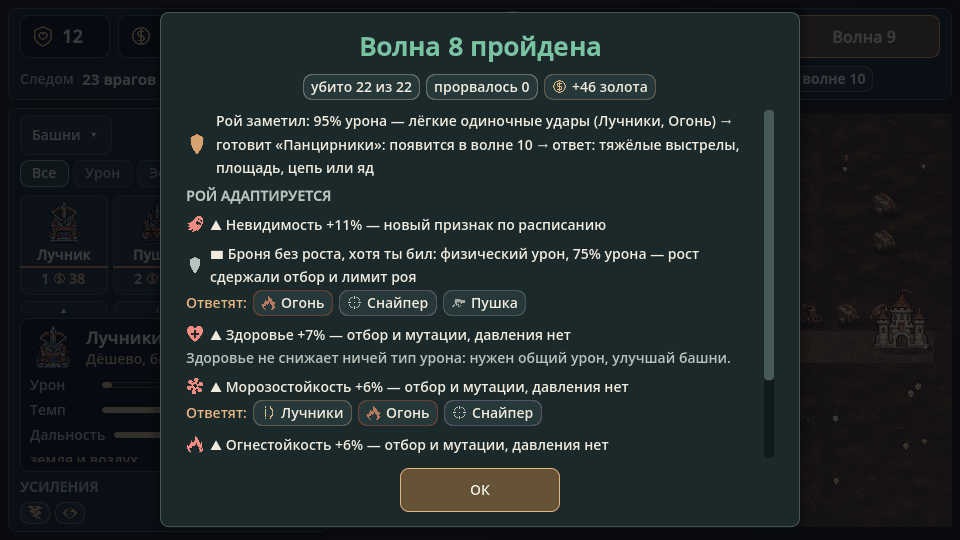 Волна 8 пройдена
убито 22 из 22 прорвалось 0 +46 золота
Рой заметил: 95% урона — лёгкие одиночные удары (Лучники, Огонь) →
готовит «Панцирники»: появится в волне 10 → ответ: тяжёлые выстрелы,
площадь, цепь или яд
РОЙ АДАПТИРУЕТСЯ
▲ Невидимость +11% — новый признак по расписанию
Броня без роста, хотя ты бил: физический урон, 75% урона — рост
сдержали отбор и лимит роя
Ответят: Огонь Снайпер Пушка
▲ Здоровье +7% — отбор и мутации, давления нет
Здоровье не снижает ничей тип урона: нужен общий урон, улучшай башни.
▲ Морозостойкость +6% — отбор и мутации, давления нет
Ответят: Лучники Огонь Снайпер
▲ Огнестойкость +6% — отбор и мутации, давления нет
ОК
12
Волна 9
Следом 23 врагов
волне 10
Башни ▾
Все Урон
Лучник
1 38
2
Лучники
Дёшево,
Урон
Темп
Дальность
земля и воздух
УСИЛЕНИЯ